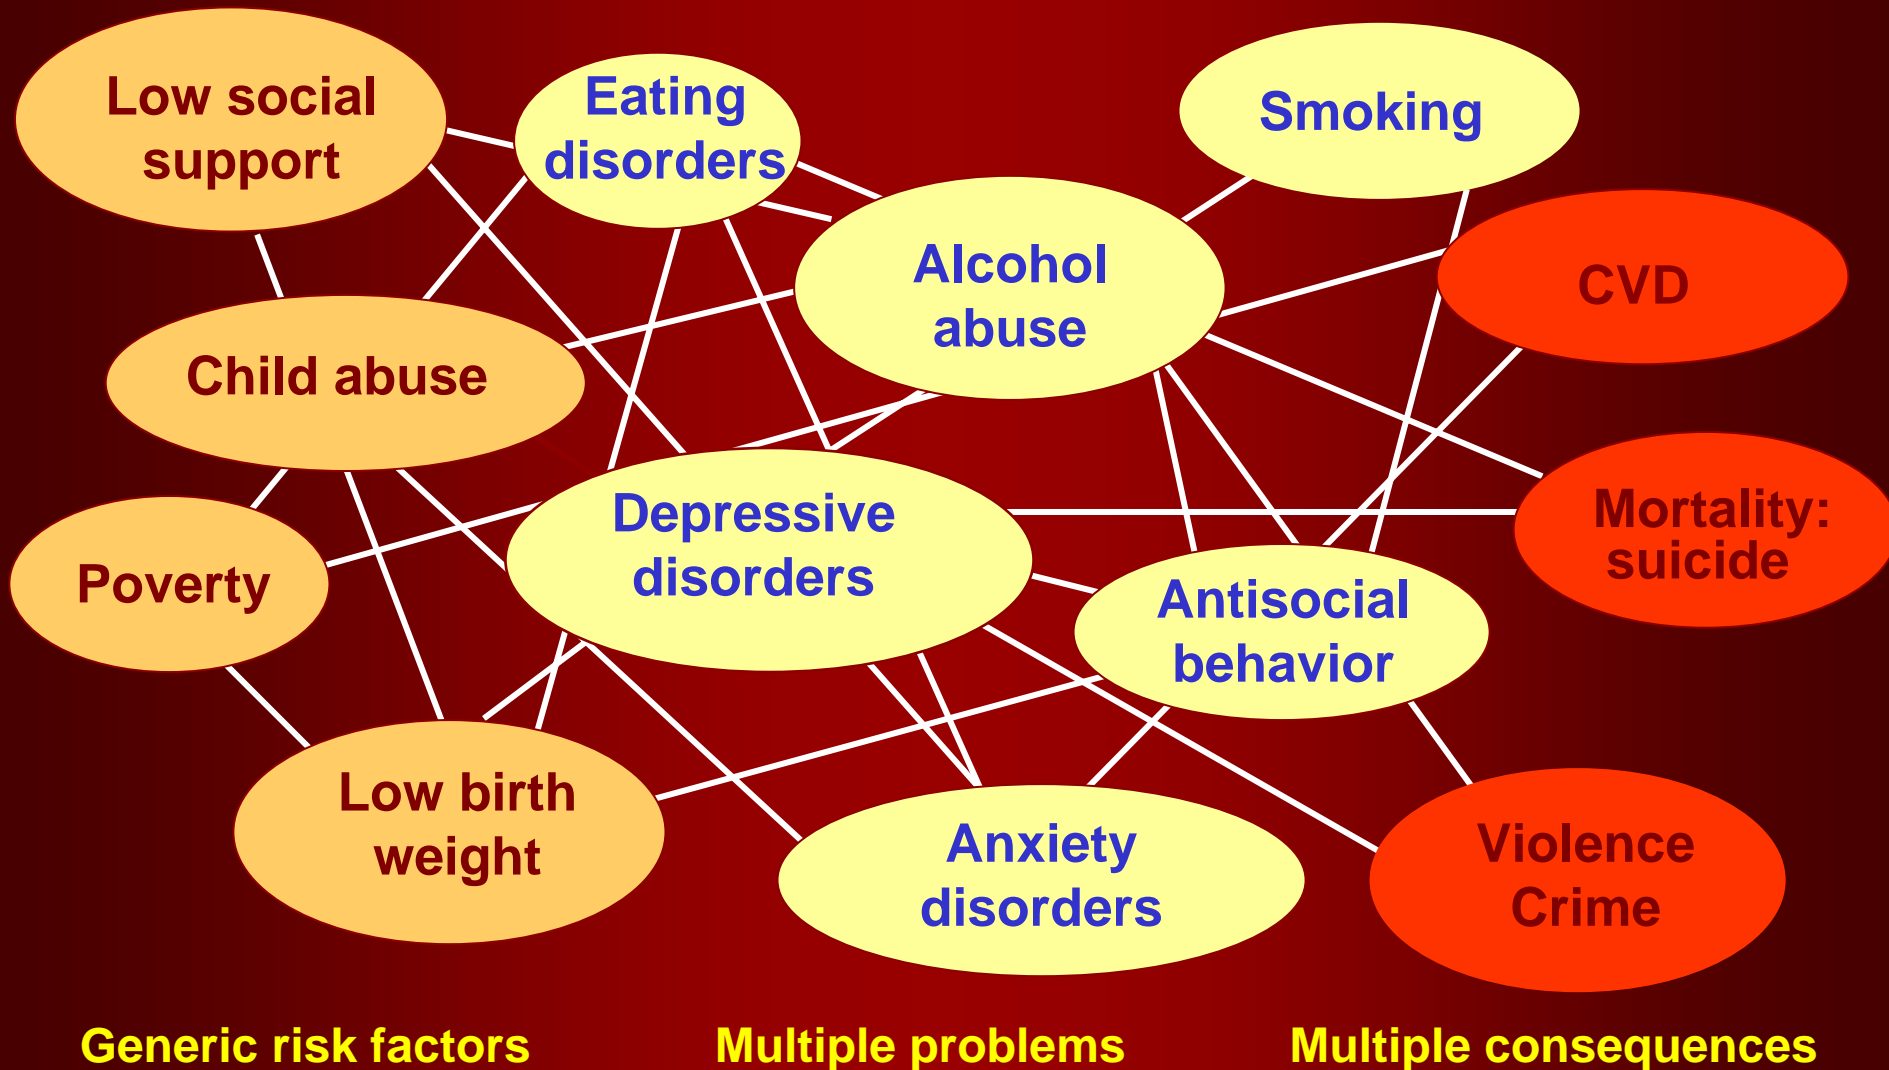 Low social
support
Eating
disorders
Smoking
Alcohol
abuse
CVD
Child abuse
Depressive
disorders
Mortality:
suicide
Poverty
Antisocial
behavior
Low birth
weight
Anxiety
disorders
Violence
Crime
Generic risk factors
Multiple problems
Multiple consequences